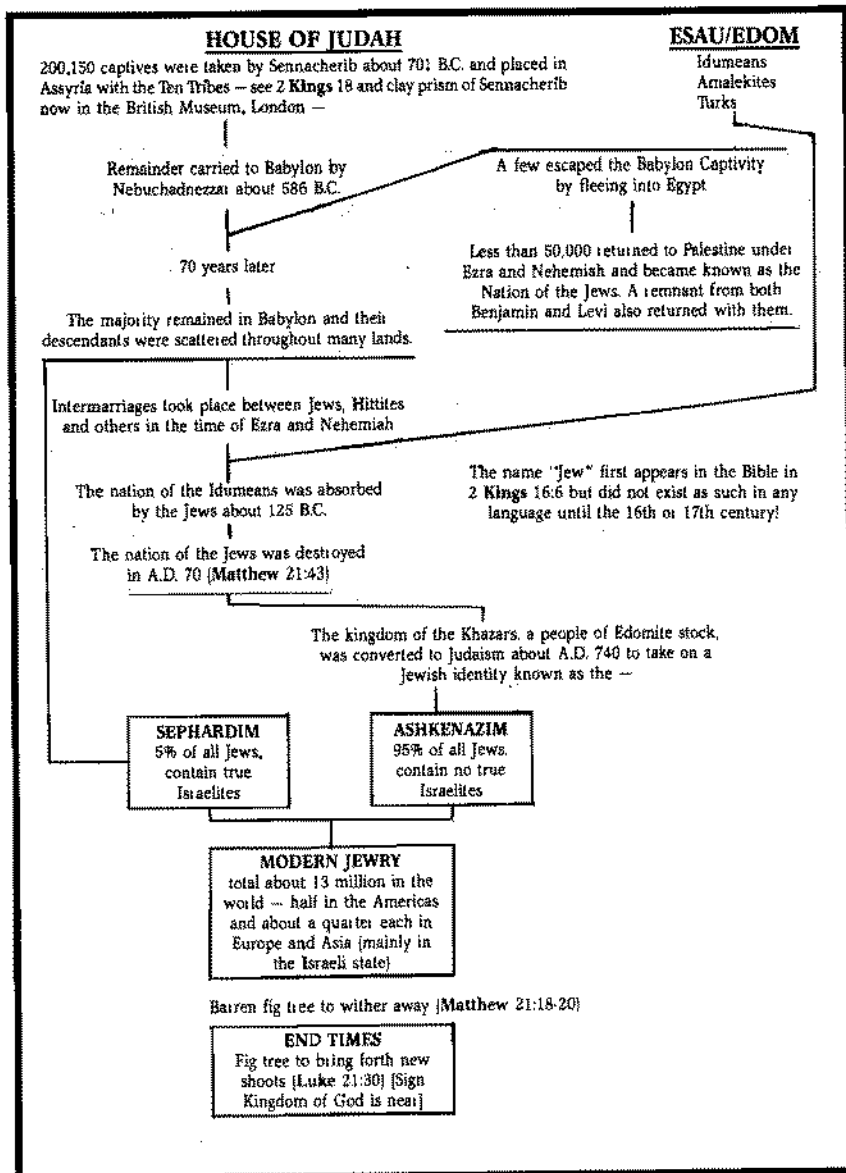 HOUSE OF JUDAH
200,150 captives were taken by Sennacherib about 701 B.C. and placed in
Assyria with the Ten Tribes – see 2 Kings 18 and clay prism of Sennacherib
now in the British Museum, London –
ESAU/EDOM
Idumeans
Amalekites
Turks
Remainder carried to Babylon by
Nebuchadnezzar about 586 B.C.
A few escaped the Babylon Captivity
by fleeing into Egypt
70 years later
Less than 50,000 returned to Palestine under
Ezra and Nehemiah and became known as the
Nation of the Jews. A remnant from both
Benjamin and Levi also returned with them.
The majority remained in Babylon and their
descendants were scattered throughout many lands.
Intermarriages took place between Jews, Hittites
and others in the time of Ezra and Nehemiah
The name "Jew" first appears in the Bible in
2 Kings 16:6 but did not exist as such in any
language until the 16th or 17th century!
The nation of the Idumeans was absorbed
by the Jews about 125 B.C.
The nation of the Jews was destroyed
in A.D. 70 (Matthew 21:43)
The kingdom of the Khazars, a people of Edomite stock,
was converted to Judaism about A.D. 740 to take on a
Jewish identity known as the –
SEPHARDIM
5% of all Jews,
contain true
Israelites
ASHKENAZIM
95% of all Jews,
contain no true
Israelites
MODERN JEWRY
total about 13 million in the
world – half in the Americas
and about a quarter each in
Europe and Asia (mainly in
the Israeli state)
Barren fig tree to wither away (Matthew 21:18-20)
END TIMES
Fig tree to bring forth new
shoots (Luke 21:30) [Sign
Kingdom of God is near]